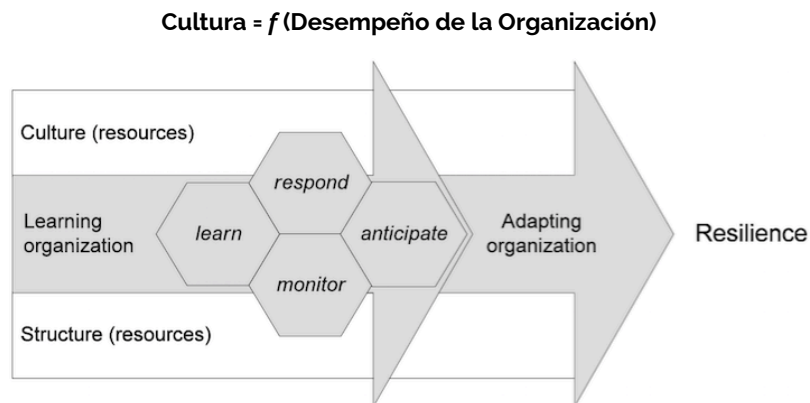 Cultura = f (Desempeño de la Organización)
Culture (resources)
respond
Learning
organization
learn
anticipate
Adapting
organization
Resilience
monitor
Structure (resources)